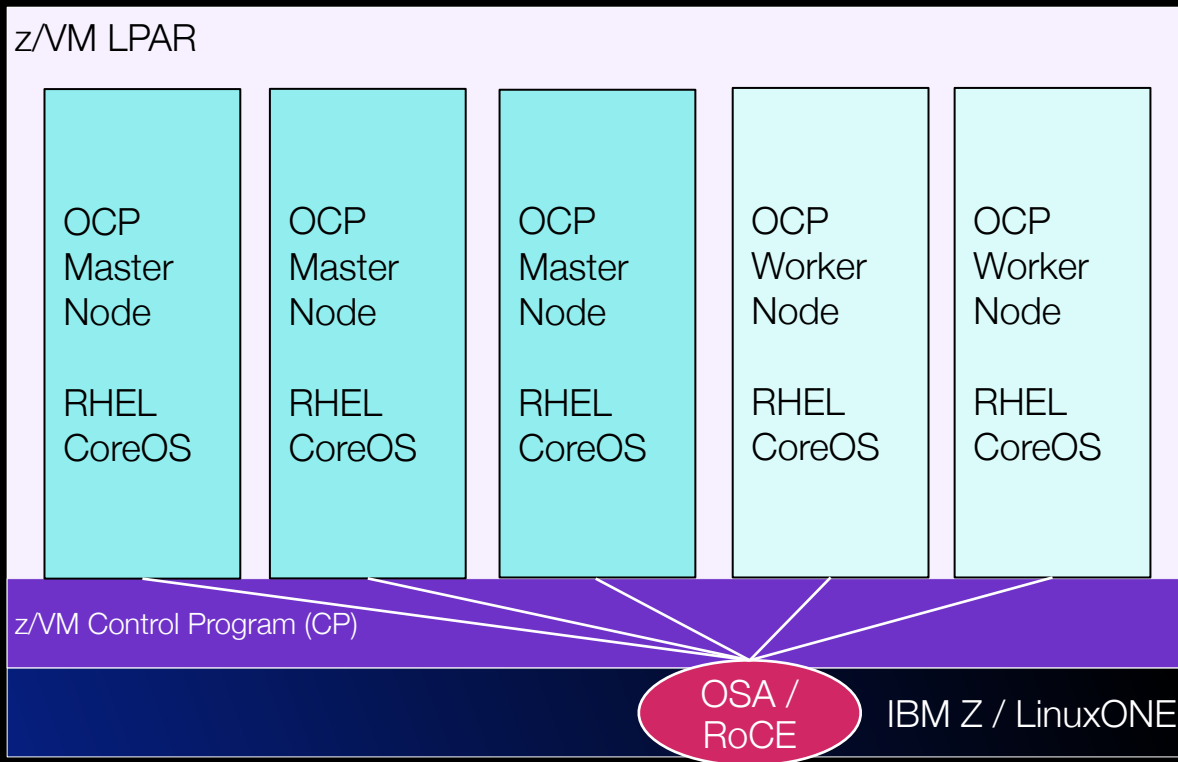 z/VM LPAR
OCP
Master
Node
RHEL
CoreOS
OCP
Master
Node
RHEL
CoreOS
OCP
Master
Node
RHEL
CoreOS
OCP
Worker
Node
RHEL
CoreOS
OCP
Worker
Node
RHEL
CoreOS
z/VM Control Program (CP)
OSA /
RoCE
IBM Z / LinuxONE